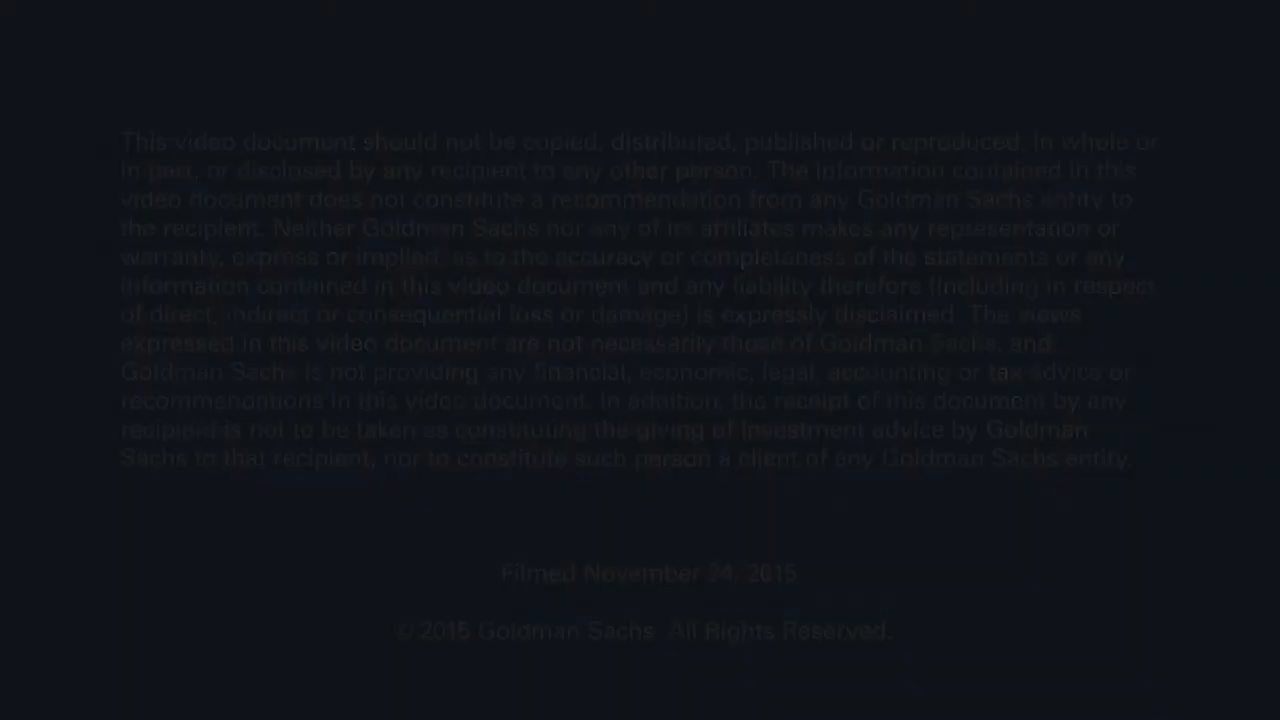 This video document should not be copied, distributed, published or reproduced, in whole or
in part, or disclosed by any recipient to any other person. The information contained in this
video document does not constitute a recommendation from any Goldman Sachs entity to
the recipient. Neither Goldman Sachs nor any of its affiliates makes any representation or
warranty, express or implied, as to the accuracy or completeness of the statements or any
information contained in this video document and any liability therefore (including in respect
of direct, indirect or consequential loss or damage) is expressly disclaimed. The views
expressed in this video document are not necessarily those of Goldman Sachs, and
Goldman Sachs is not providing any financial, economic, legal, accounting or tax advice or
recommendations in this video document. In addition, the receipt of this document by any
recipient is not to be taken as constituting the giving of investment advice by Goldman
Sachs to that recipient, nor to constitute such person a client of any Goldman Sachs entity.
Filmed November 24, 2015
© 2015 Goldman Sachs. All Rights Reserved.